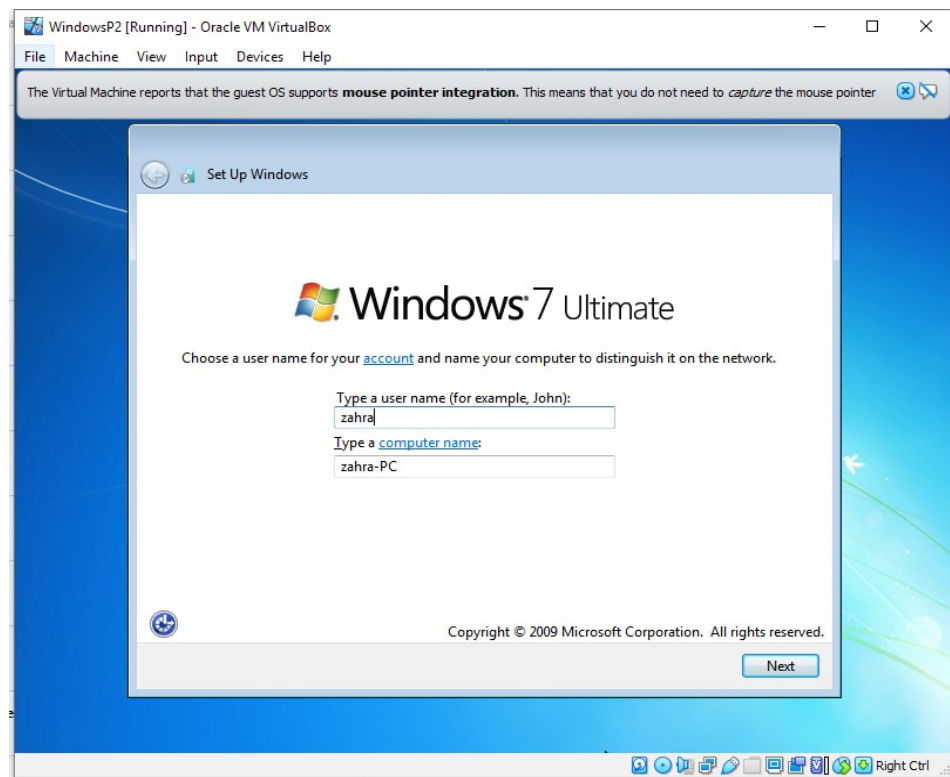 WindowsP2 [Running] - Oracle VM VirtualBox
File Machine View Input Devices Help
The Virtual Machine reports that the guest OS supports mouse pointer integration. This means that you do not need to capture the mouse pointer
Set Up Windows
Windows 7 Ultimate
Choose a user name for your account and name your computer to distinguish it on the network.
Type a user name (for example, John):
zahra
Type a computer name:
zahra-PC
Copyright © 2009 Microsoft Corporation. All rights reserved.
Next
Right Ctrl